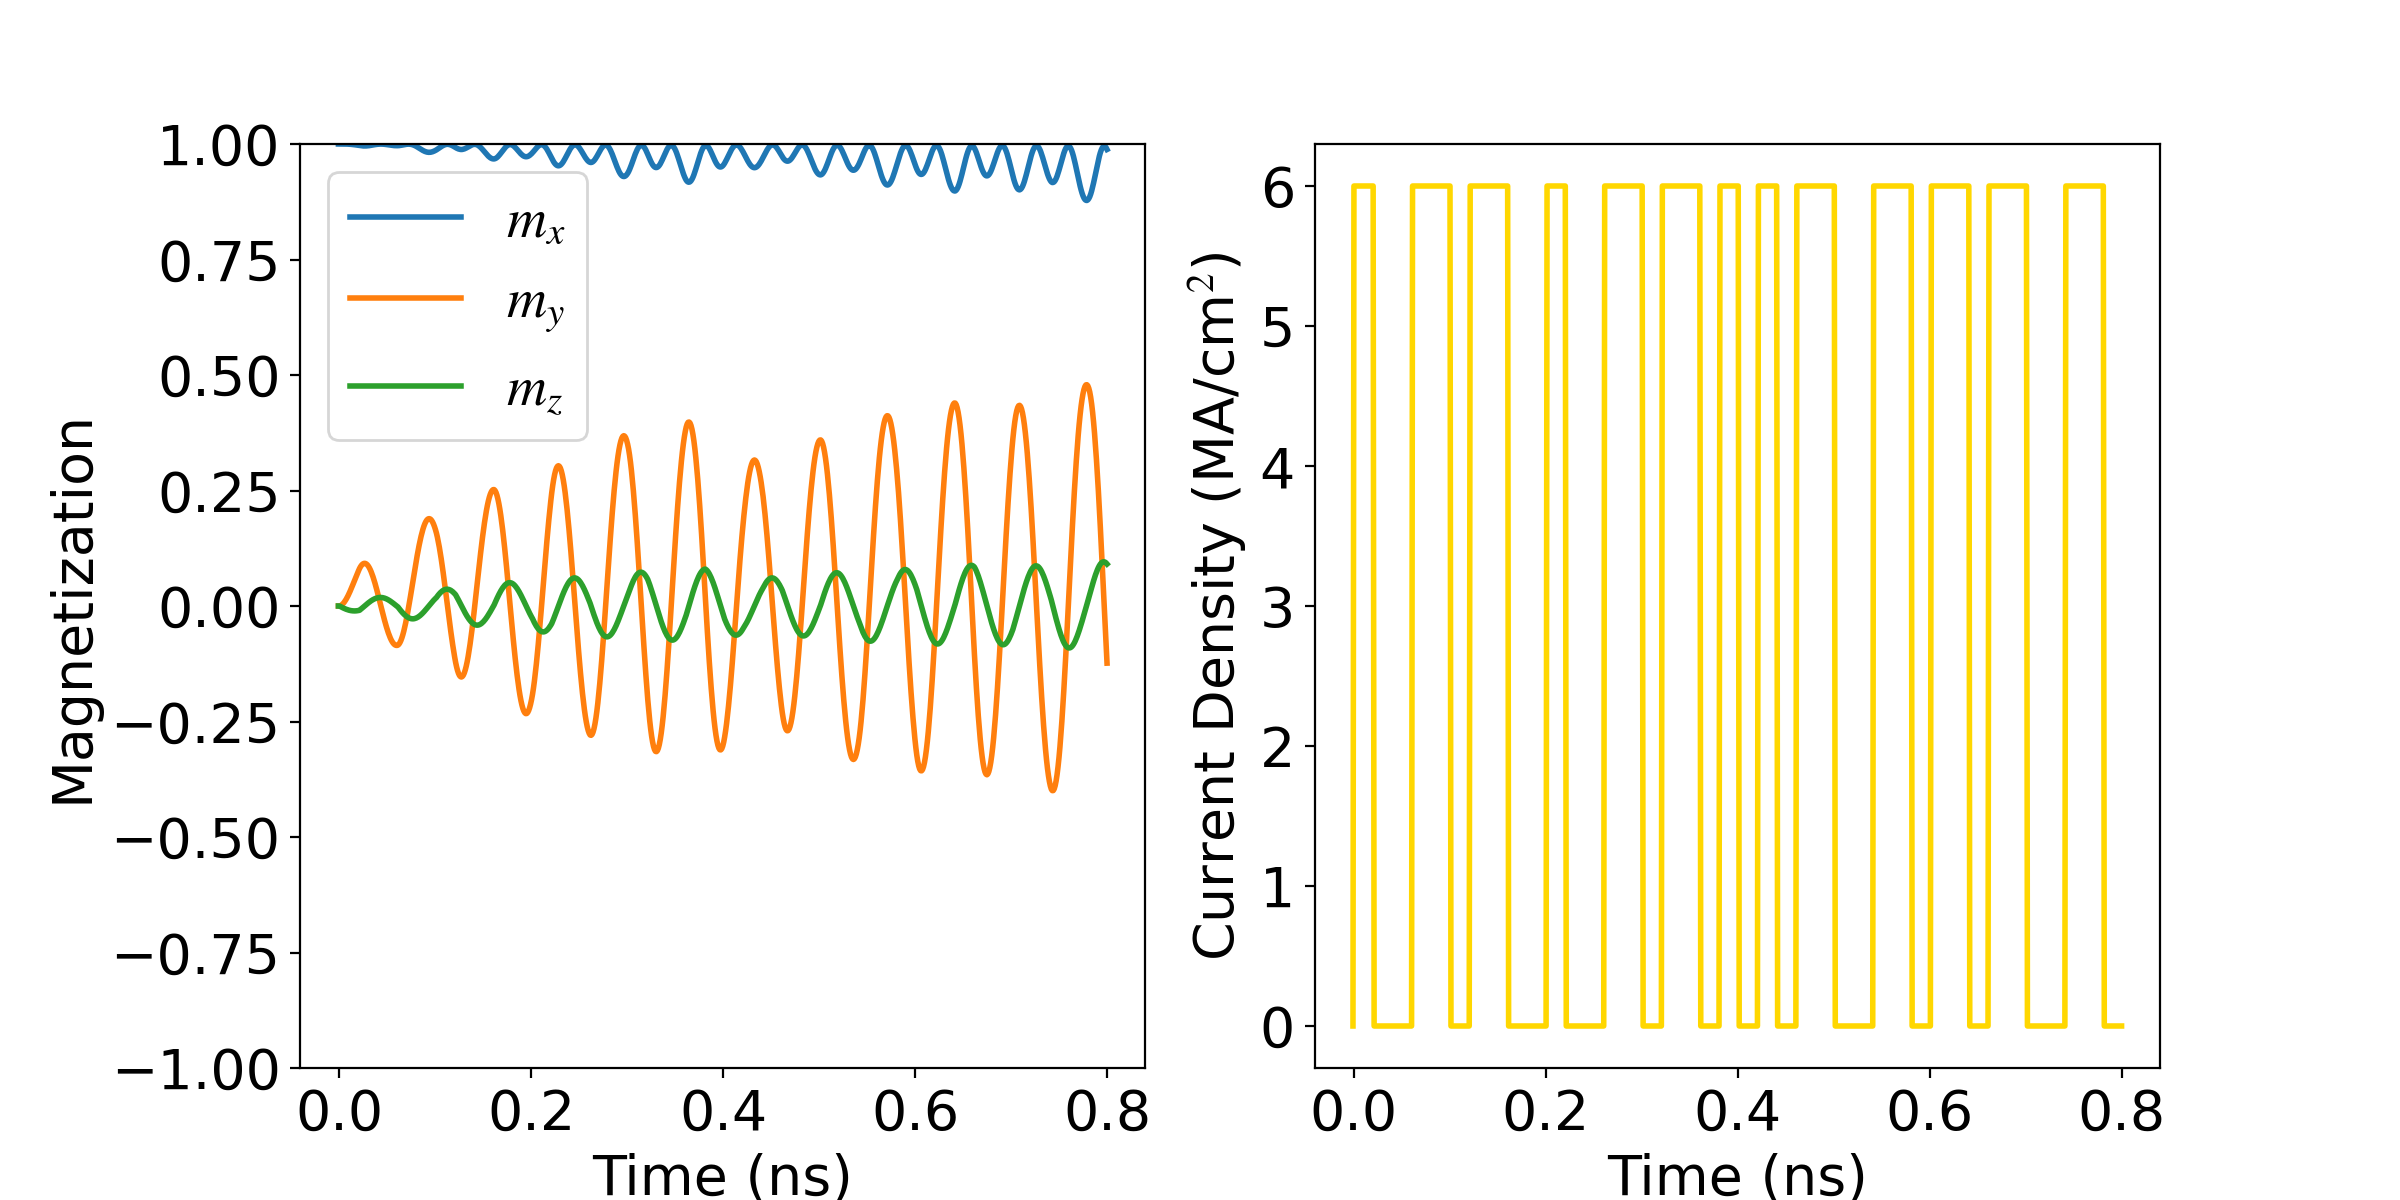 1.00
0.75
0.50
0.25
0.00
−0.25
−0.50
−0.75
−1.00
Magnetization
0.0 0.2 0.4 0.6 0.8
Time (ns)
m_x
m_y
m_z
6
5
4
3
2
1
0
Current Density (MA/cm²)
0.0 0.2 0.4 0.6 0.8
Time (ns)